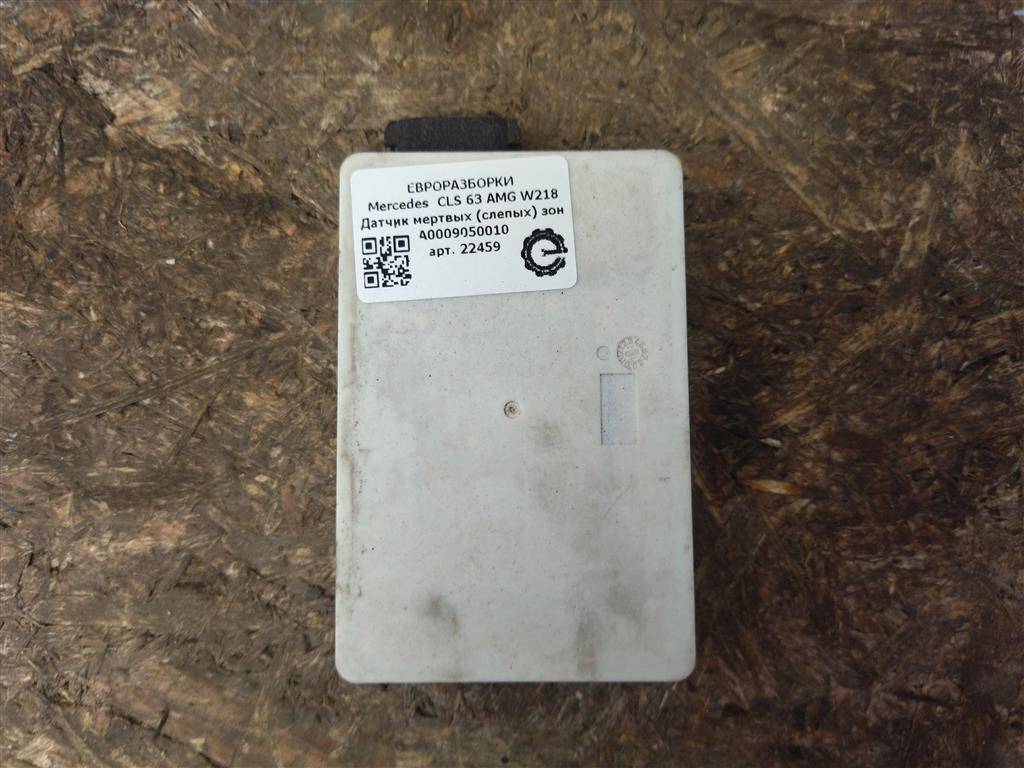 ЕВРОРАЗБОРКИ
Mercedes CLS 63 AMG W218
Датчик мертвых (слепых) зон
A0009050010
арт. 22459